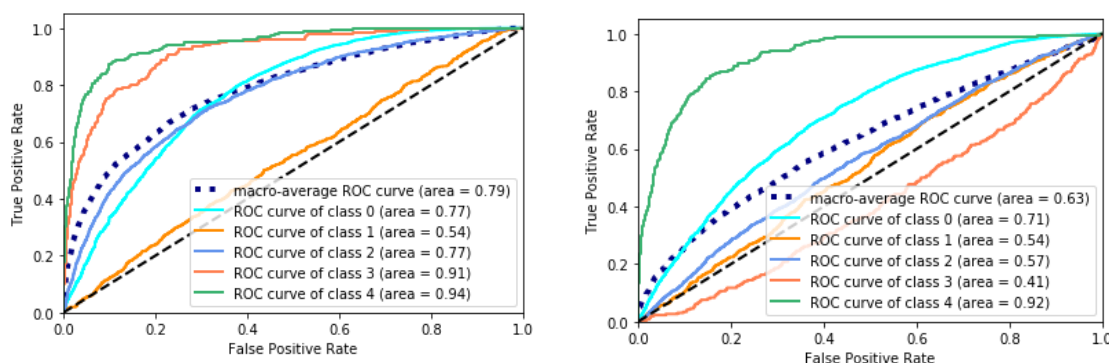 1.0
0.8
0.6
0.4
0.2
0.0
True Positive Rate
macro-average ROC curve (area = 0.79)
ROC curve of class 0 (area = 0.77)
ROC curve of class 1 (area = 0.54)
ROC curve of class 2 (area = 0.77)
ROC curve of class 3 (area = 0.91)
ROC curve of class 4 (area = 0.94)
0.0 0.2 0.4 0.6 0.8 1.0
False Positive Rate
1.0
0.8
0.6
0.4
0.2
0.0
True Positive Rate
macro-average ROC curve (area = 0.63)
ROC curve of class 0 (area = 0.71)
ROC curve of class 1 (area = 0.54)
ROC curve of class 2 (area = 0.57)
ROC curve of class 3 (area = 0.41)
ROC curve of class 4 (area = 0.92)
0.0 0.2 0.4 0.6 0.8 1.0
False Positive Rate